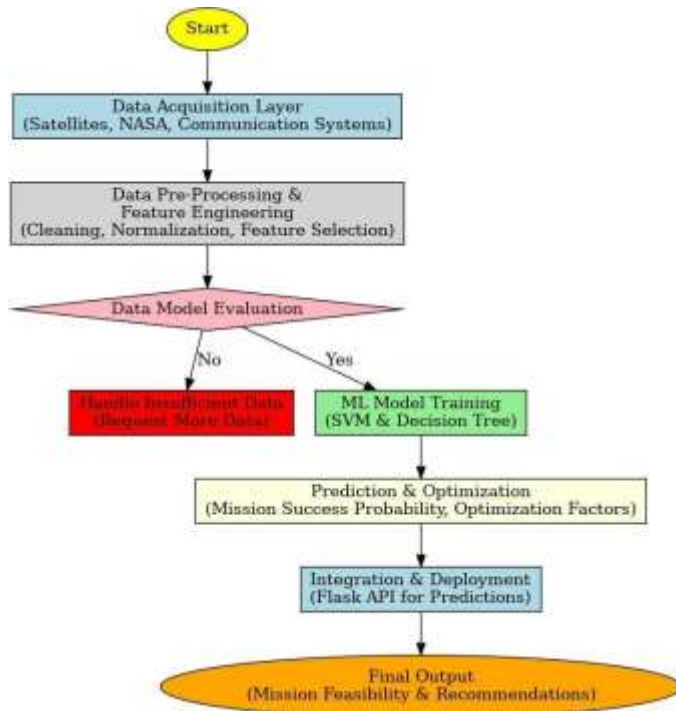 Start
Data Acquisition Layer
(Satellites, NASA, Communication Systems)
Data Pre-Processing &
Feature Engineering
(Cleaning, Normalization, Feature Selection)
Data Model Evaluation
No
Yes
Handle Insufficient Data
(Request More Data)
ML Model Training
(SVM & Decision Tree)
Prediction & Optimization
(Mission Success Probability, Optimization Factors)
Integration & Deployment
(Flask API for Predictions)
Final Output
(Mission Feasibility & Recommendations)